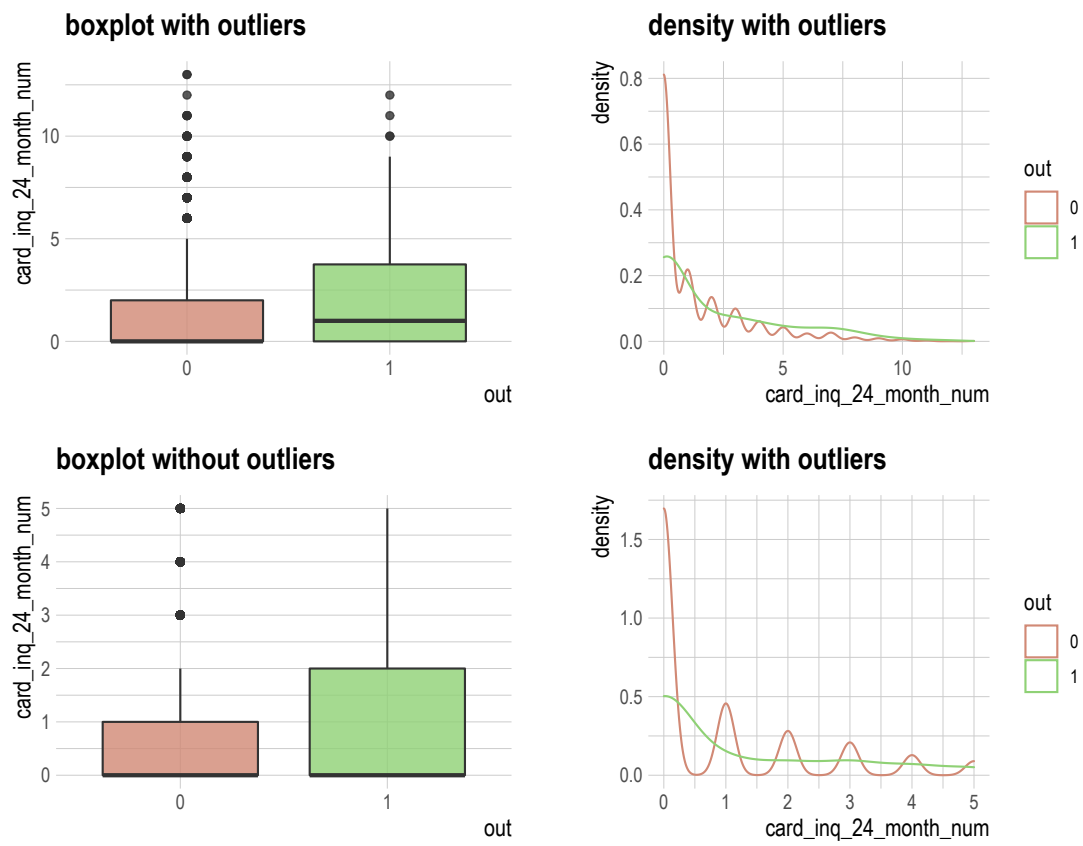 boxplot with outliers
card_inq_24_month_num
10
5
0
0 1
out
density with outliers
density
0.8
0.6
0.4
0.2
0.0
0 5 10
card_inq_24_month_num
out
0
1
boxplot without outliers
card_inq_24_month_num
5
4
3
2
1
0
0 1
out
density with outliers
density
1.5
1.0
0.5
0.0
0 1 2 3 4 5
card_inq_24_month_num
out
0
1